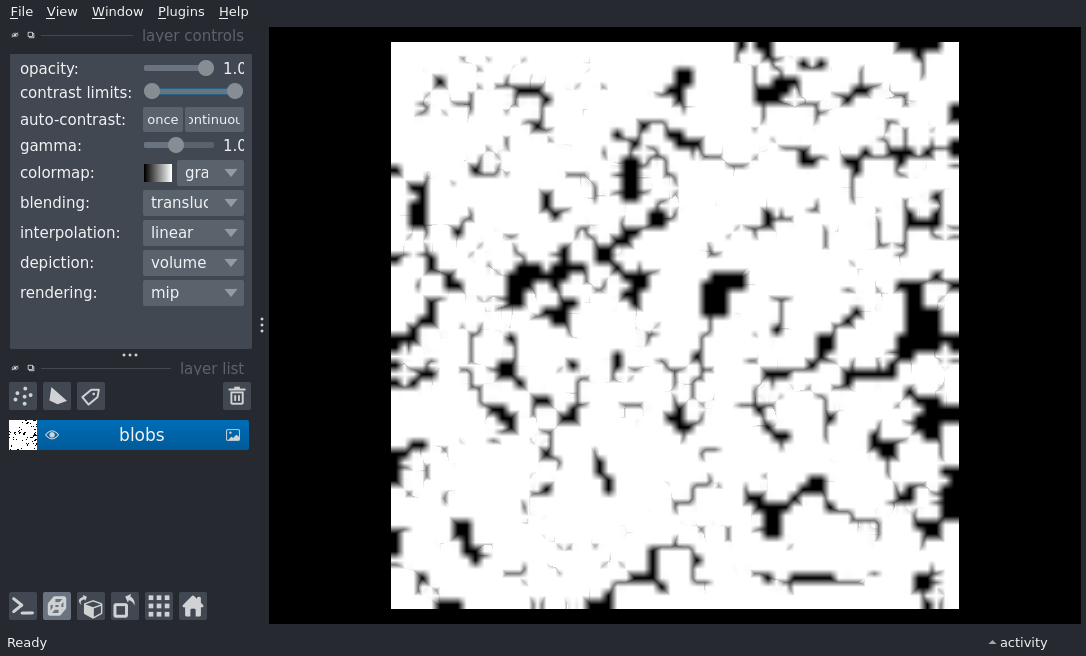 File View Window Plugins Help
layer controls
opacity: 1.0
contrast limits:
auto-contrast: once ontinuou
gamma: 1.0
colormap: gra
blending: transluc
interpolation: linear
depiction: volume
rendering: mip
layer list
blobs
Ready
activity